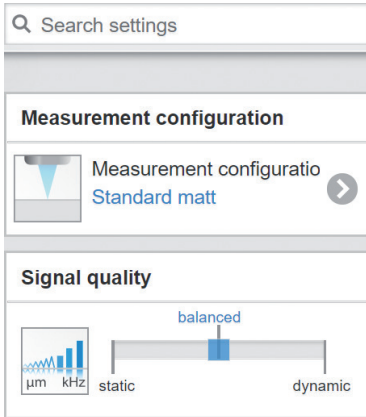 Search settings
Measurement configuration
Measurement configuratio
Standard matt
Signal quality
balanced
µm kHz
static dynamic